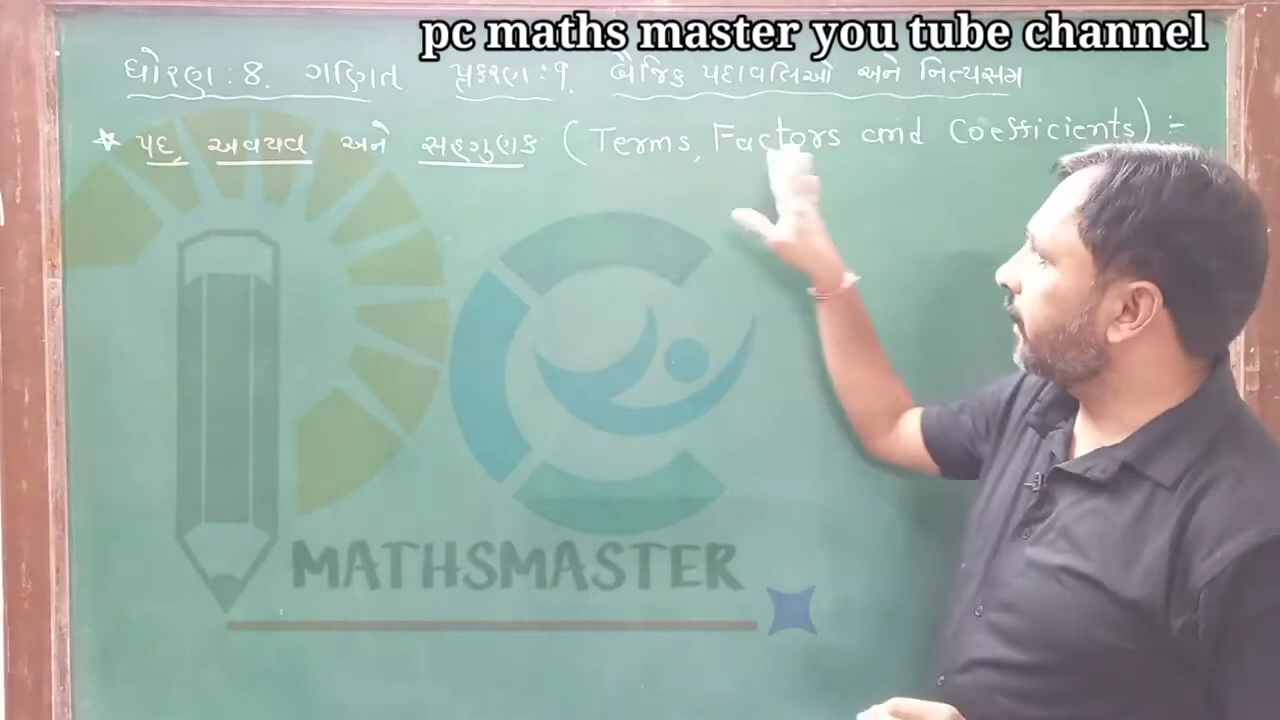 pc maths master you tube channel
ધોરણ : 8. ગણિત પ્રકરણ : ૧. બૈજિક પદાવલિઓ અને નિત્યસમ
* પદ, અવયવ અને સહગુણક (Terms, Factors and Coefficients) :-
MATHSMASTER